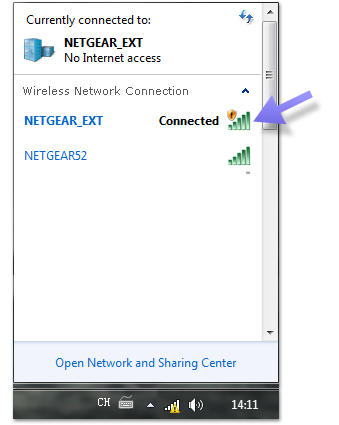 Currently connected to:
NETGEAR_EXT
No Internet access
Wireless Network Connection
NETGEAR_EXT Connected
NETGEAR52
Open Network and Sharing Center
CH 14:11